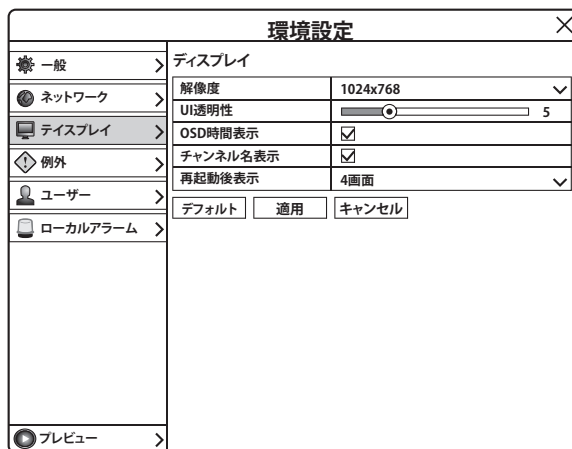 環境設定
一般
ネットワーク
テイスプレイ
例外
ユーザー
ローカルアラーム
プレビュー
ディスプレイ
解像度 1024x768
UI透明性 5
OSD時間表示
チャンネル名表示
再起動後表示 4画面
デフォルト 適用 キャンセル